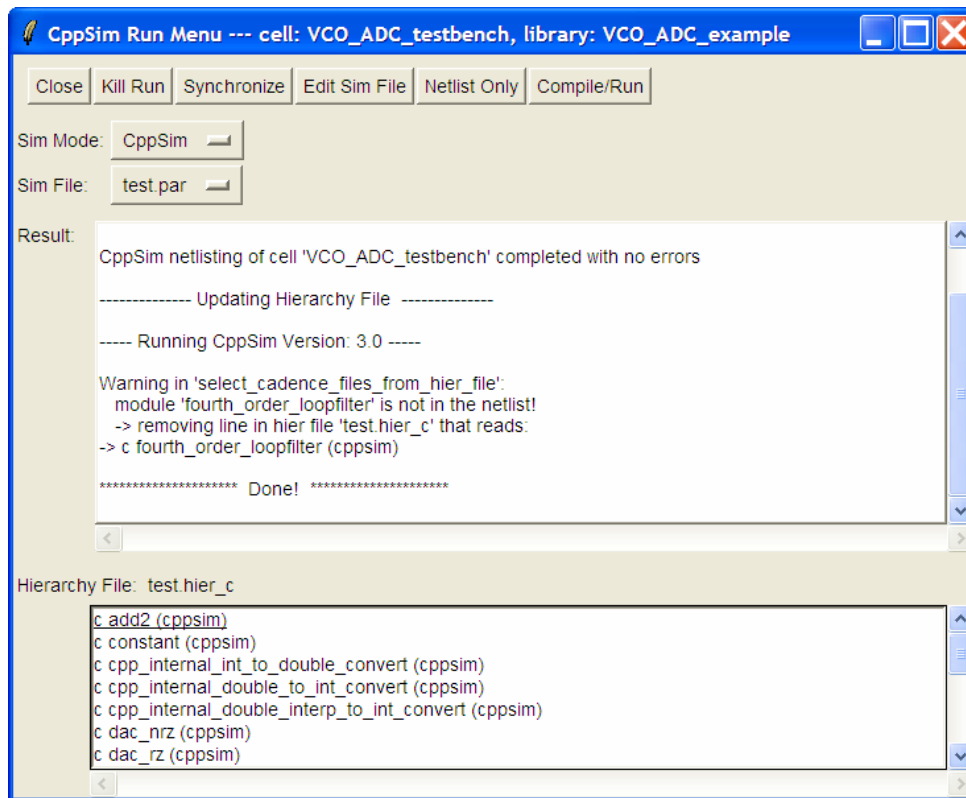 CppSim Run Menu --- cell: VCO_ADC_testbench, library: VCO_ADC_example
Close Kill Run Synchronize Edit Sim File Netlist Only Compile/Run
Sim Mode: CppSim
Sim File: test.par
Result:
CppSim netlisting of cell 'VCO_ADC_testbench' completed with no errors
-------------- Updating Hierarchy File --------------
----- Running CppSim Version: 3.0 -----
Warning in 'select_cadence_files_from_hier_file':
module 'fourth_order_loopfilter' is not in the netlist!
-> removing line in hier file 'test.hier_c' that reads:
-> c fourth_order_loopfilter (cppsim)
********************* Done! *********************
Hierarchy File: test.hier_c
c add2 (cppsim)
c constant (cppsim)
c cpp_internal_int_to_double_convert (cppsim)
c cpp_internal_double_to_int_convert (cppsim)
c cpp_internal_double_interp_to_int_convert (cppsim)
c dac_nrz (cppsim)
c dac_rz (cppsim)